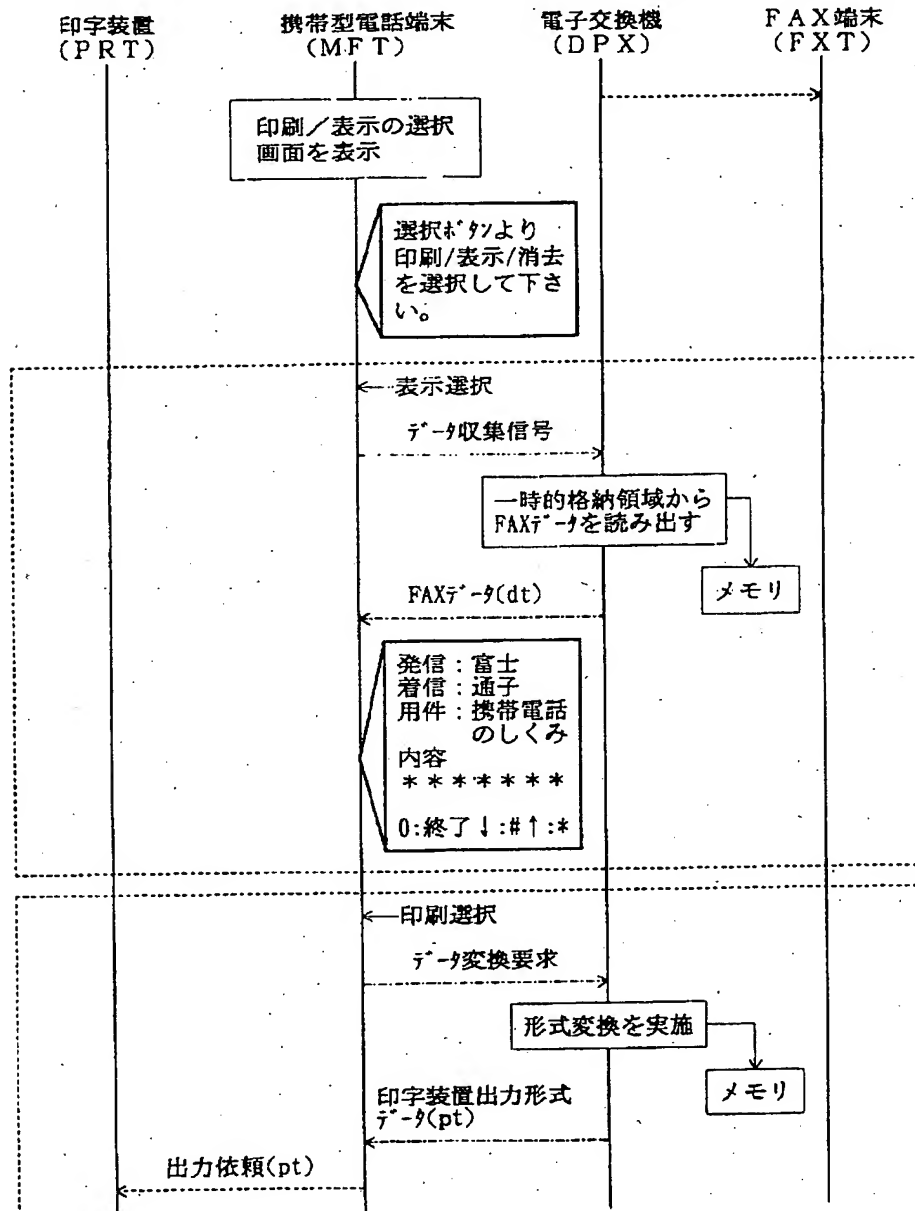 印字装置
(PRT)
携帯型電話端末
(MFT)
電子交換機
(DPX)
FAX端末
(FXT)
印刷/表示の選択
画面を表示
選択ﾎﾞﾀﾝより
印刷/表示/消去
を選択して下さ
い。
表示選択
ﾃﾞｰﾀ収集信号
一時的格納領域から
FAXﾃﾞｰﾀを読み出す
メモリ
FAXﾃﾞｰﾀ(dt)
発信:富士
着信:通子
用件:携帯電話
のしくみ
内容
*******
0:終了↓:#↑:*
印刷選択
ﾃﾞｰﾀ変換要求
形式変換を実施
メモリ
印字装置出力形式
ﾃﾞｰﾀ(pt)
出力依頼(pt)